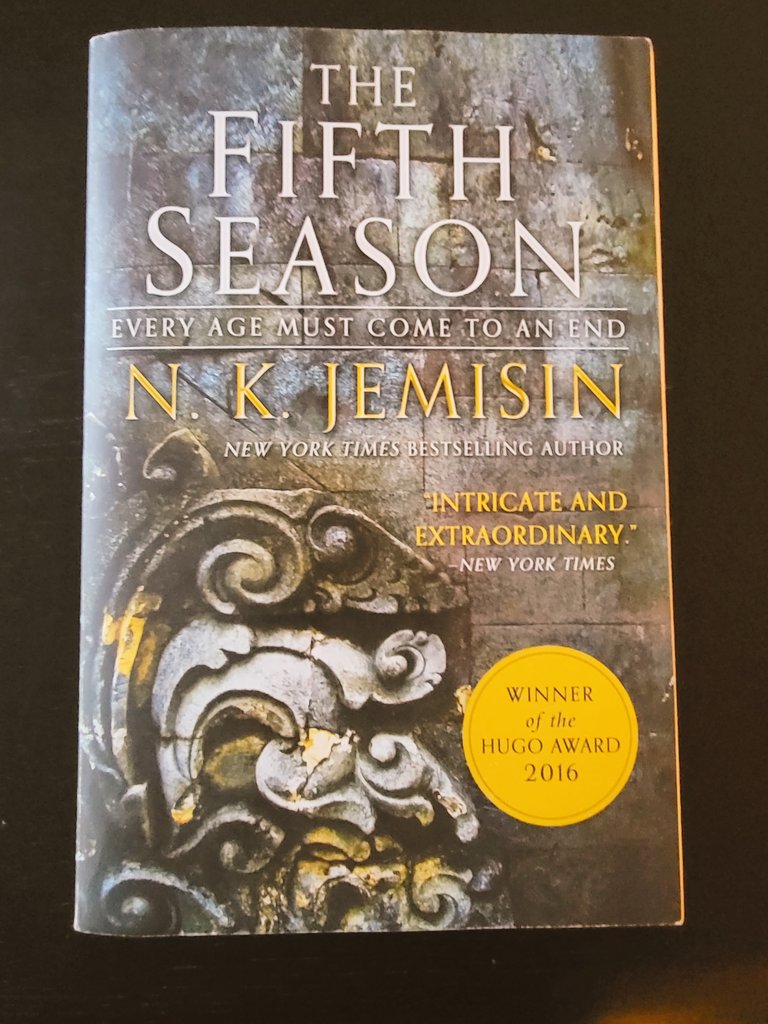 THE
FIFTH
SEASON
EVERY AGE MUST COME TO AN END
N. K. JEMISIN
NEW YORK TIMES BESTSELLING AUTHOR
"INTRICATE AND
EXTRAORDINARY."
–NEW YORK TIMES
WINNER
of the
HUGO AWARD
2016